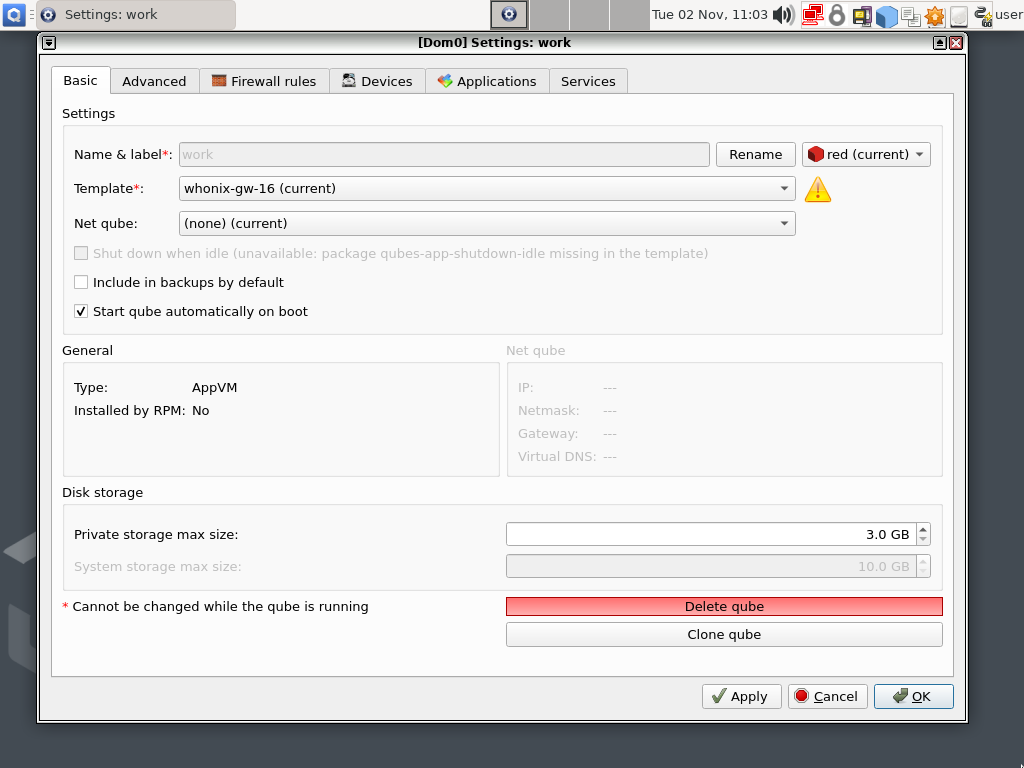 Settings: work
Tue 02 Nov, 11:03
user
[Dom0] Settings: work
Basic Advanced Firewall rules Devices Applications Services
Settings
Name & label*: work Rename red (current)
Template*: whonix-gw-16 (current)
Net qube: (none) (current)
Shut down when idle (unavailable: package qubes-app-shutdown-idle missing in the template)
Include in backups by default
Start qube automatically on boot
General
Type: AppVM
Installed by RPM: No
Net qube
IP: ---
Netmask: ---
Gateway: ---
Virtual DNS: ---
Disk storage
Private storage max size: 3.0 GB
System storage max size: 10.0 GB
* Cannot be changed while the qube is running
Delete qube
Clone qube
Apply Cancel OK